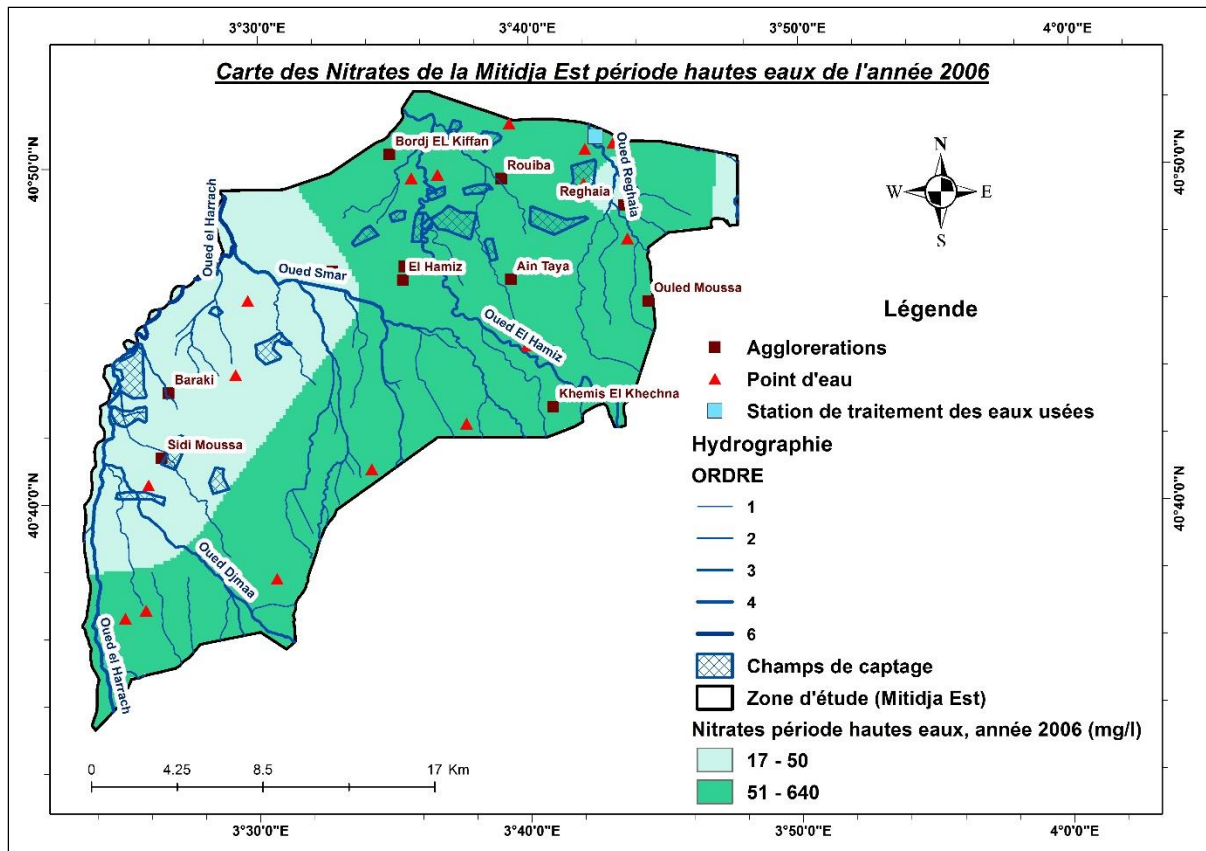 3°30'0"E 3°40'0"E 3°50'0"E 4°0'0"E
Carte des Nitrates de la Mitidja Est période hautes eaux de l'année 2006
40°50'0"N
40°40'0"N
40°50'0"N
40°40'0"N
Bordj EL Kiffan
Rouiba
Reghaia
Oued Reghaia
Oued el Harrach
Oued Smar
El Hamiz
Ain Taya
Ouled Moussa
Oued El Hamiz
Baraki
Khemis El Khechna
Sidi Moussa
Oued Djmaa
Oued el Harrach
N
W E
S
Légende
Agglorerations
Point d'eau
Station de traitement des eaux usées
Hydrographie
ORDRE
1
2
3
4
6
Champs de captage
Zone d'étude (Mitidja Est)
Nitrates période hautes eaux, année 2006 (mg/l)
17 - 50
51 - 640
0 4.25 8.5 17 Km
3°30'0"E 3°40'0"E 3°50'0"E 4°0'0"E